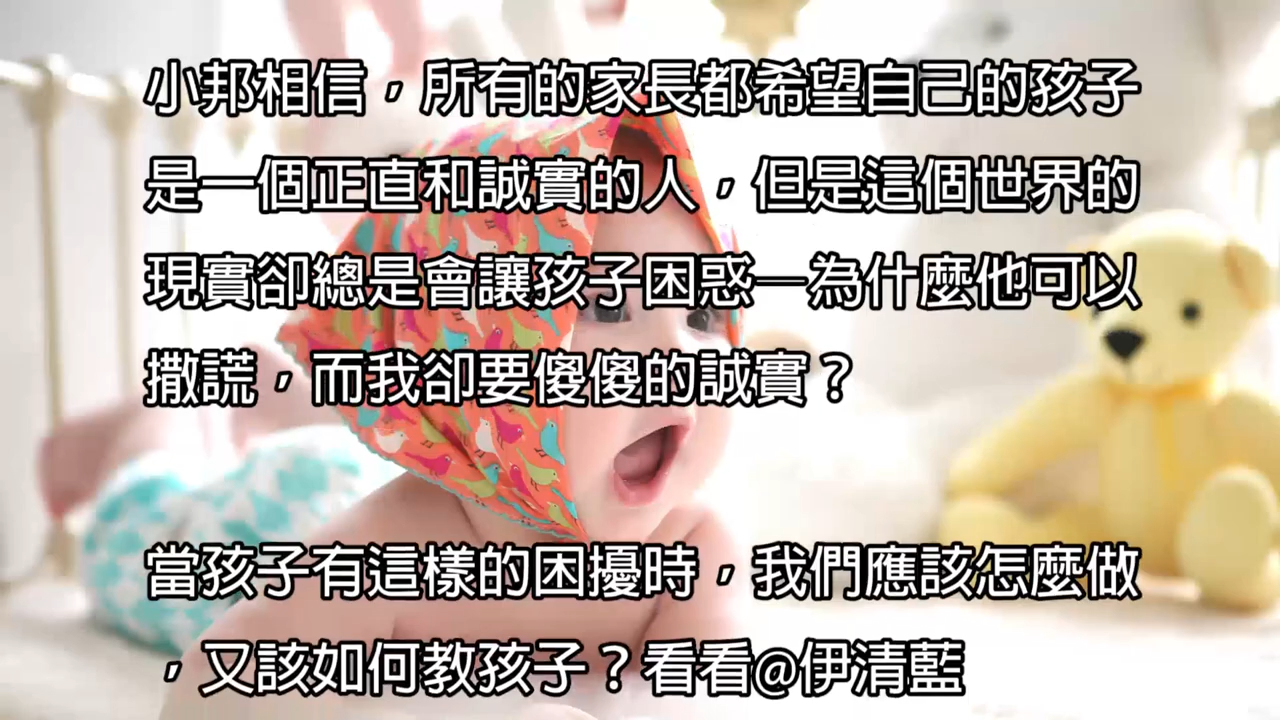 小邦相信，所有的家長都希望自己的孩子
是一個正直和誠實的人，但是這個世界的
現實卻總是會讓孩子困惑—為什麼他可以
撒謊，而我卻要傻傻的誠實？
當孩子有這樣的困擾時，我們應該怎麼做
，又該如何教孩子？看看@伊清藍